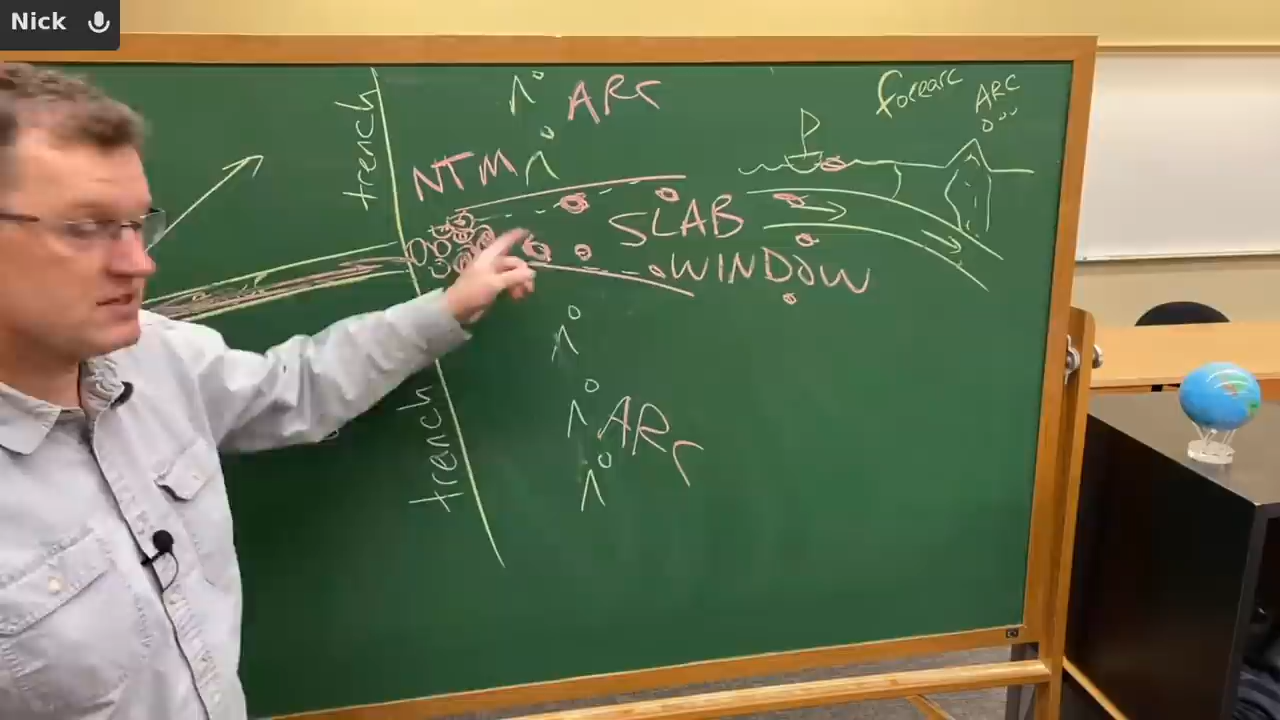 Nick
trench
ARC
forearc
ARC
NTM
SLAB
WINDOW
trench
ARC